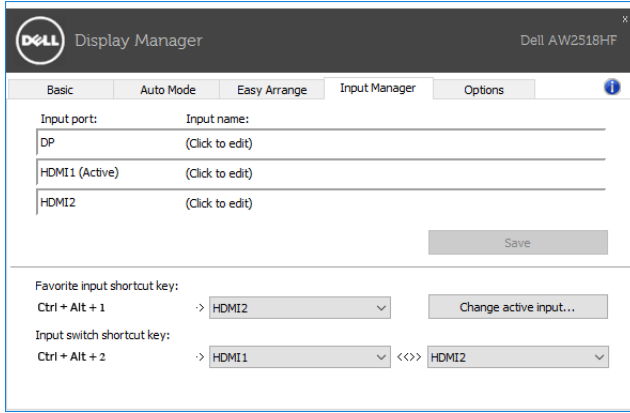 DELL Display Manager Dell AW2518HF x
Basic Auto Mode Easy Arrange Input Manager Options i
Input port: Input name:
DP (Click to edit)
HDMI1 (Active) (Click to edit)
HDMI2 (Click to edit)
Save
Favorite input shortcut key:
Ctrl + Alt + 1 -> HDMI2 Change active input...
Input switch shortcut key:
Ctrl + Alt + 2 -> HDMI1 <<>> HDMI2